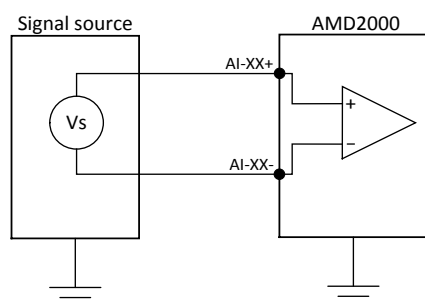 Signal source
AMD2000
AI-XX+
+
Vs
−
AI-XX-